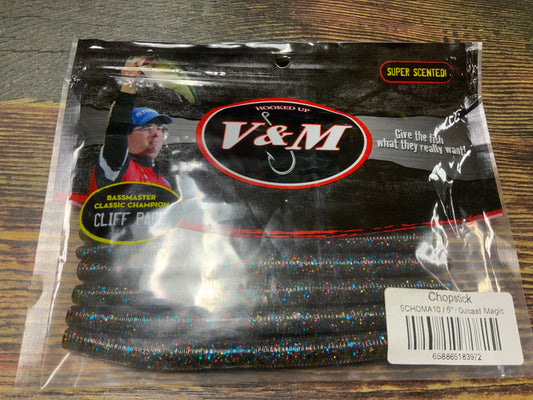 SUPER SCENTED!
HOOKED UP
V&M
Give the fish
what they really want!
BASSMASTER
CLASSIC CHAMPION
CLIFF
Chopstick
5CHOMA10 / 5" / Outcast Magic
658865183972